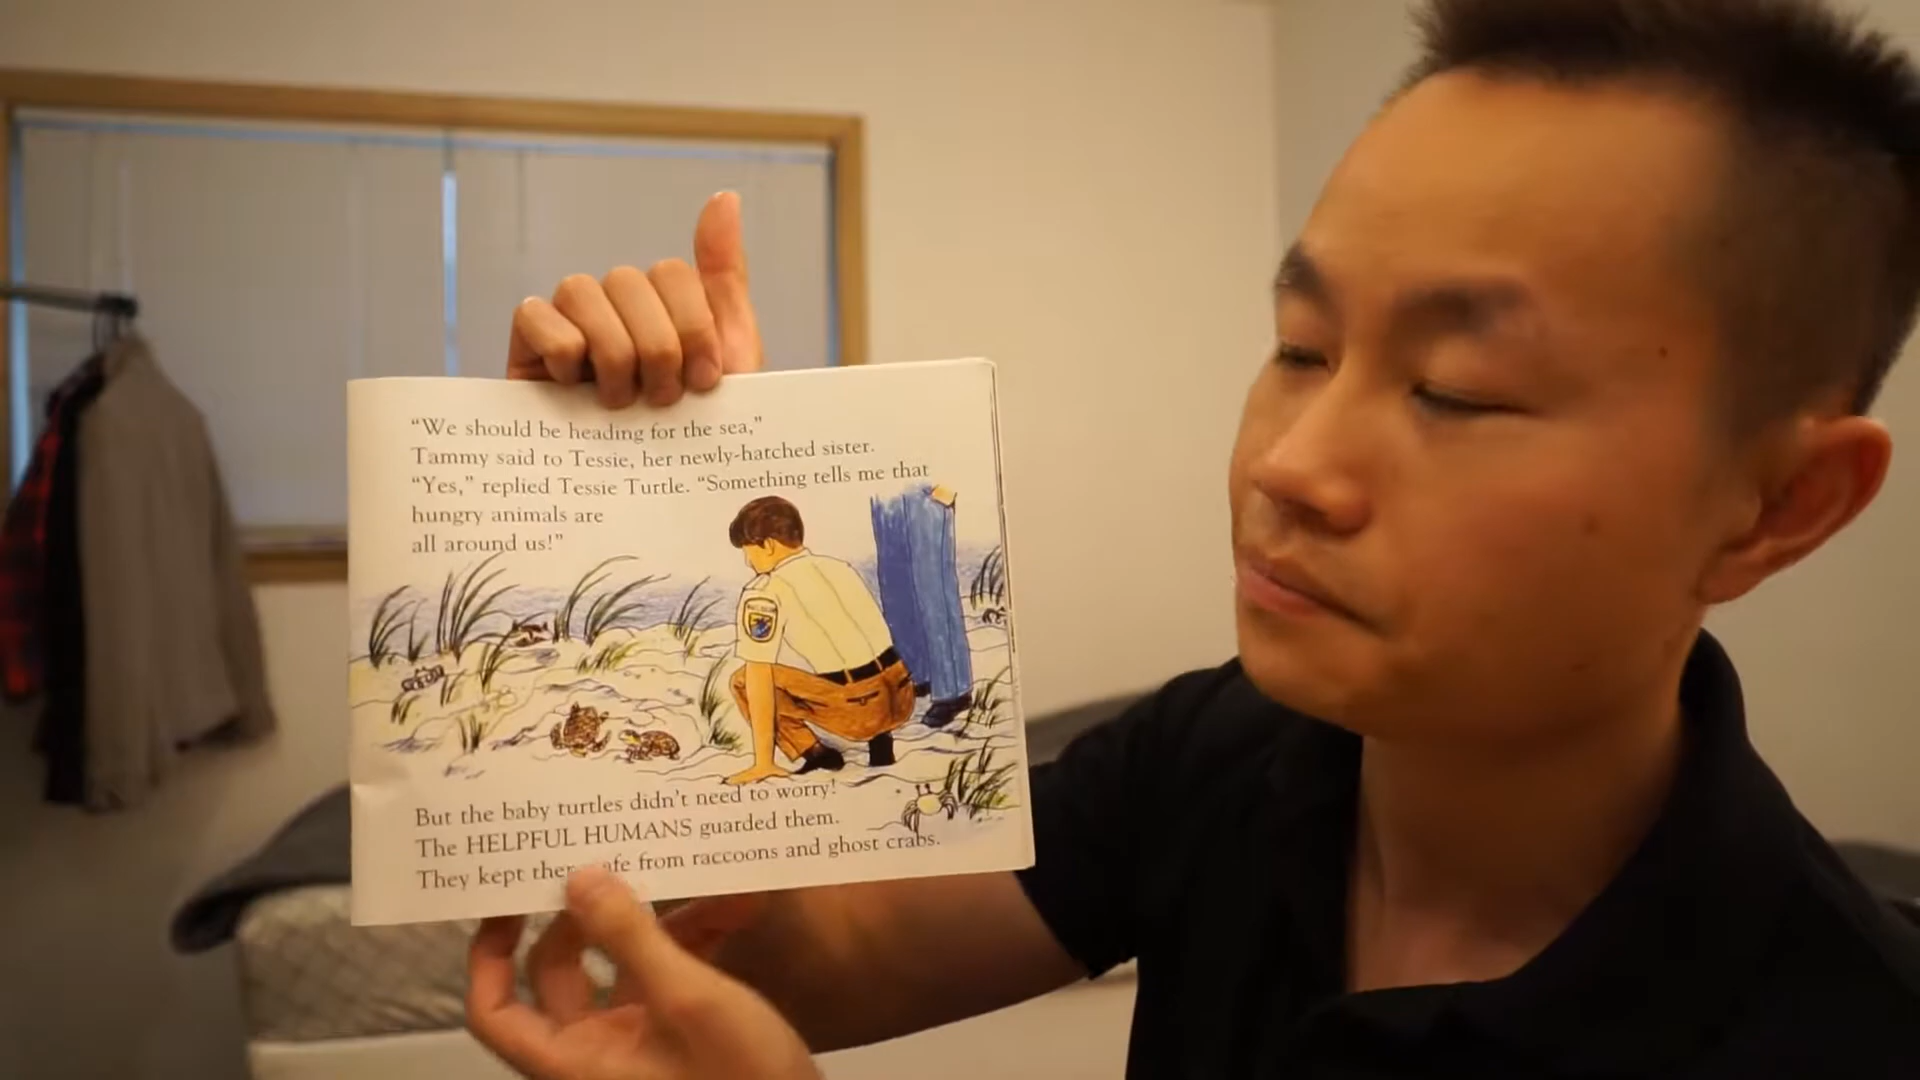 “We should be heading for the sea,”
Tammy said to Tessie, her newly-hatched sister.
“Yes,” replied Tessie Turtle. “Something tells me that
hungry animals are
all around us!”
But the baby turtles didn't need to worry!
The HELPFUL HUMANS guarded them.
They kept from raccoons and ghost crabs.